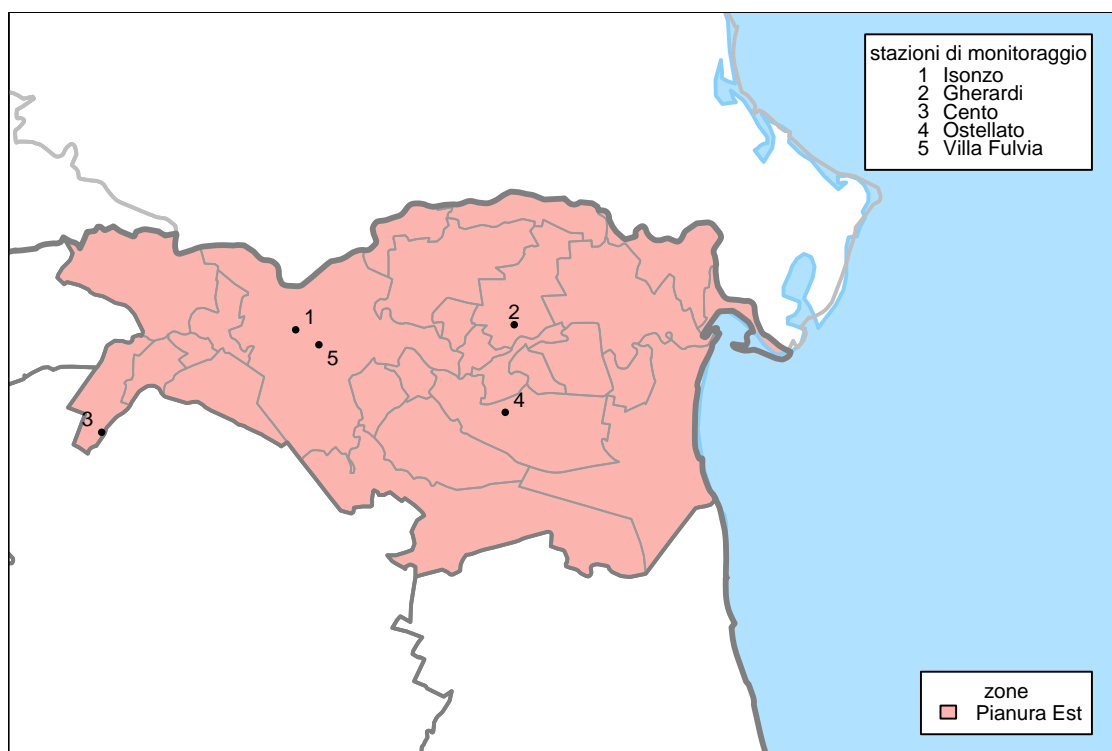 stazioni di monitoraggio
1 Isonzo
2 Gherardi
3 Cento
4 Ostellato
5 Villa Fulvia
2
1
5
4
3
zone
Pianura Est